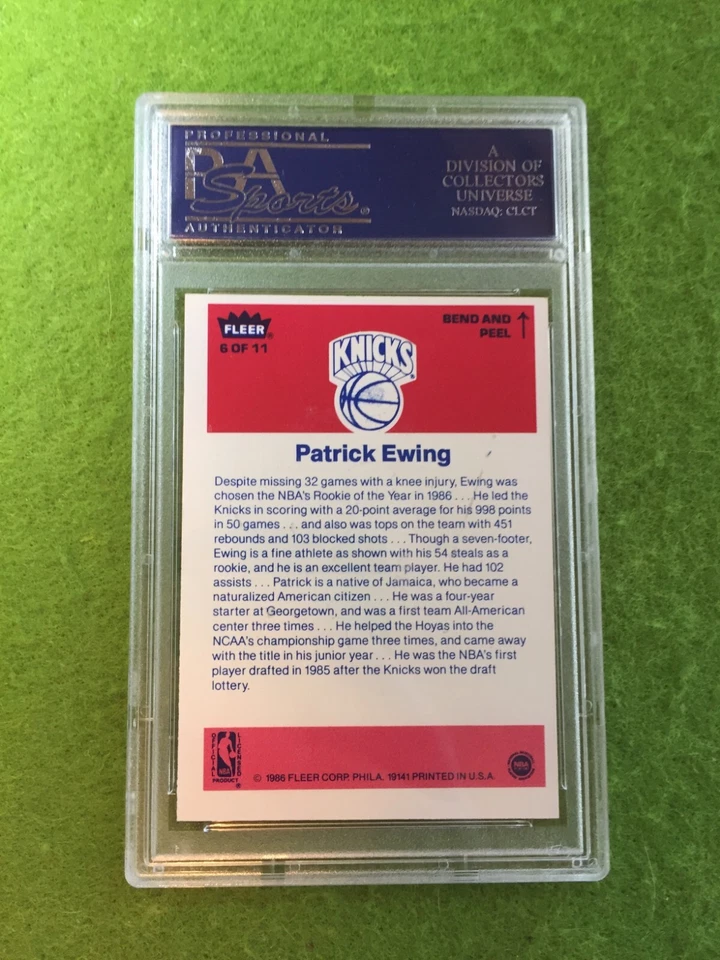 PROFESSIONAL
PSA
Sports®
AUTHENTICATOR
A
DIVISION OF
COLLECTORS
UNIVERSE
NASDAQ: CLCT
FLEER
6 OF 11
BEND AND
PEEL
KNICKS
Patrick Ewing
Despite missing 32 games with a knee injury, Ewing was
chosen the NBA's Rookie of the Year in 1986 . . . He led the
Knicks in scoring with a 20-point average for his 998 points
in 50 games . . . and also was tops on the team with 451
rebounds and 103 blocked shots . . . Though a seven-footer,
Ewing is a fine athlete as shown with his 54 steals as a
rookie, and he is an excellent team player. He had 102
assists . . . Patrick is a native of Jamaica, who became a
naturalized American citizen . . . He was a four-year
starter at Georgetown, and was a first team All-American
center three times . . . He helped the Hoyas into the
NCAA's championship game three times, and came away
with the title in his junior year . . . He was the NBA's first
player drafted in 1985 after the Knicks won the draft
lottery.
OFFICIAL
LICENSED
NBA
PRODUCT
© 1986 FLEER CORP. PHILA. 19141 PRINTED IN U.S.A.
NBA